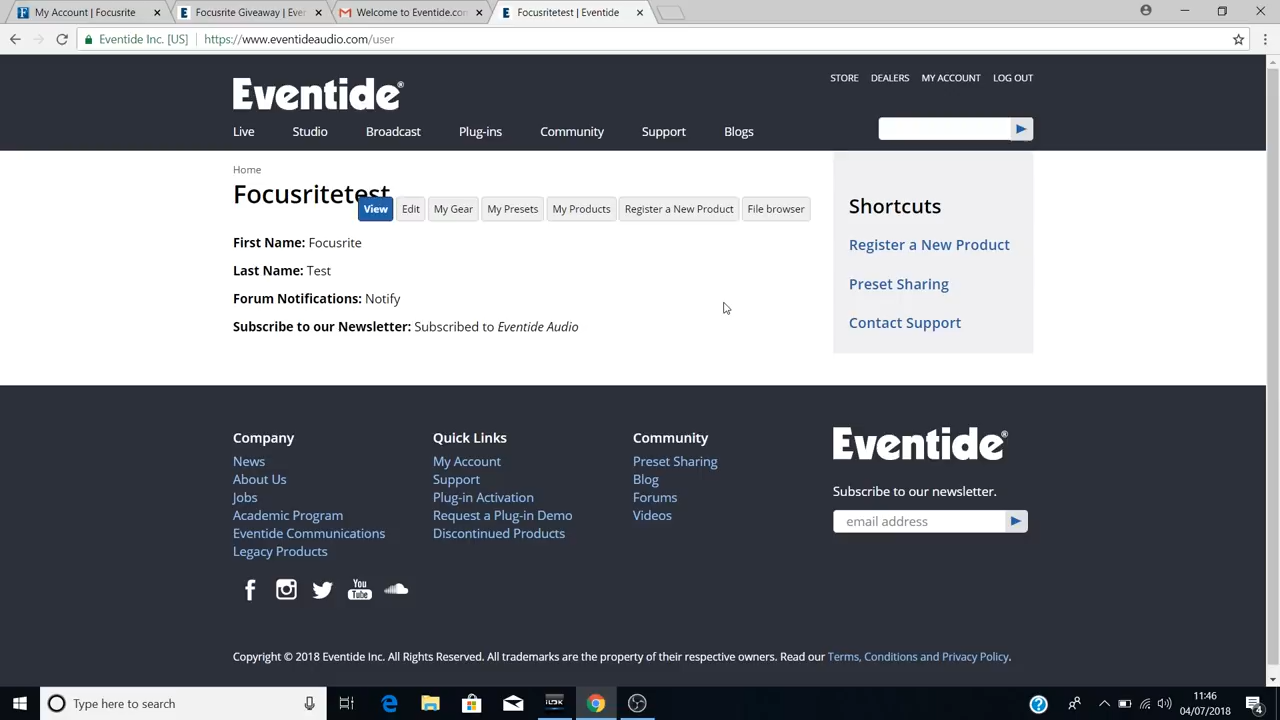 My Account | Focusrite
Focusrite Giveaway | Ever
Welcome to Eventide.com
Focusritetest | Eventide
Eventide Inc. [US]
https://www.eventideaudio.com/user
Eventide®
STORE
DEALERS
MY ACCOUNT
LOG OUT
Live
Studio
Broadcast
Plug-ins
Community
Support
Blogs
Home
Focusritetest
View
Edit
My Gear
My Presets
My Products
Register a New Product
File browser
First Name: Focusrite
Last Name: Test
Forum Notifications: Notify
Subscribe to our Newsletter: Subscribed to Eventide Audio
Shortcuts
Register a New Product
Preset Sharing
Contact Support
Company
News
About Us
Jobs
Academic Program
Eventide Communications
Legacy Products
Quick Links
My Account
Support
Plug-in Activation
Request a Plug-in Demo
Discontinued Products
Community
Preset Sharing
Blog
Forums
Videos
Eventide®
Subscribe to our newsletter.
email address
You
Tube
Copyright © 2018 Eventide Inc. All Rights Reserved. All trademarks are the property of their respective owners. Read our Terms, Conditions and Privacy Policy.
Type here to search
iLOK
11:46
04/07/2018
4